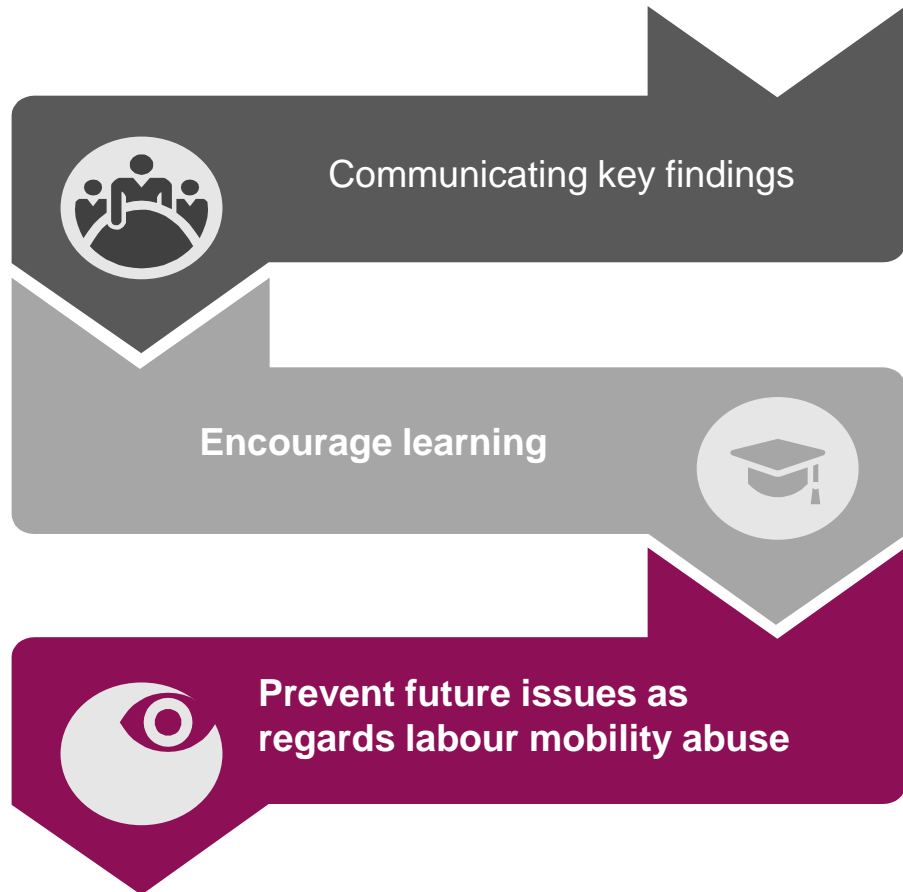 Communicating key findings
Encourage learning
Prevent future issues as
regards labour mobility abuse